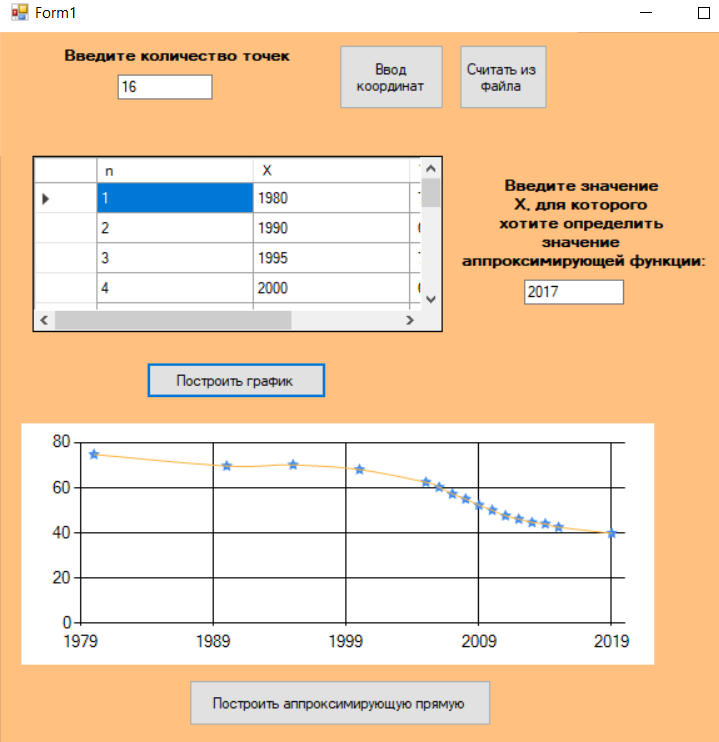 Form1
Введите количество точек
16
Ввод
координат
Считать из
файла
n X
1 1980
2 1990
3 1995
4 2000
Введите значение
X, для которого
хотите определить
значение
аппроксимирующей функции:
2017
Построить график
80
60
40
20
0
1979 1989 1999 2009 2019
Построить аппроксимирующую прямую